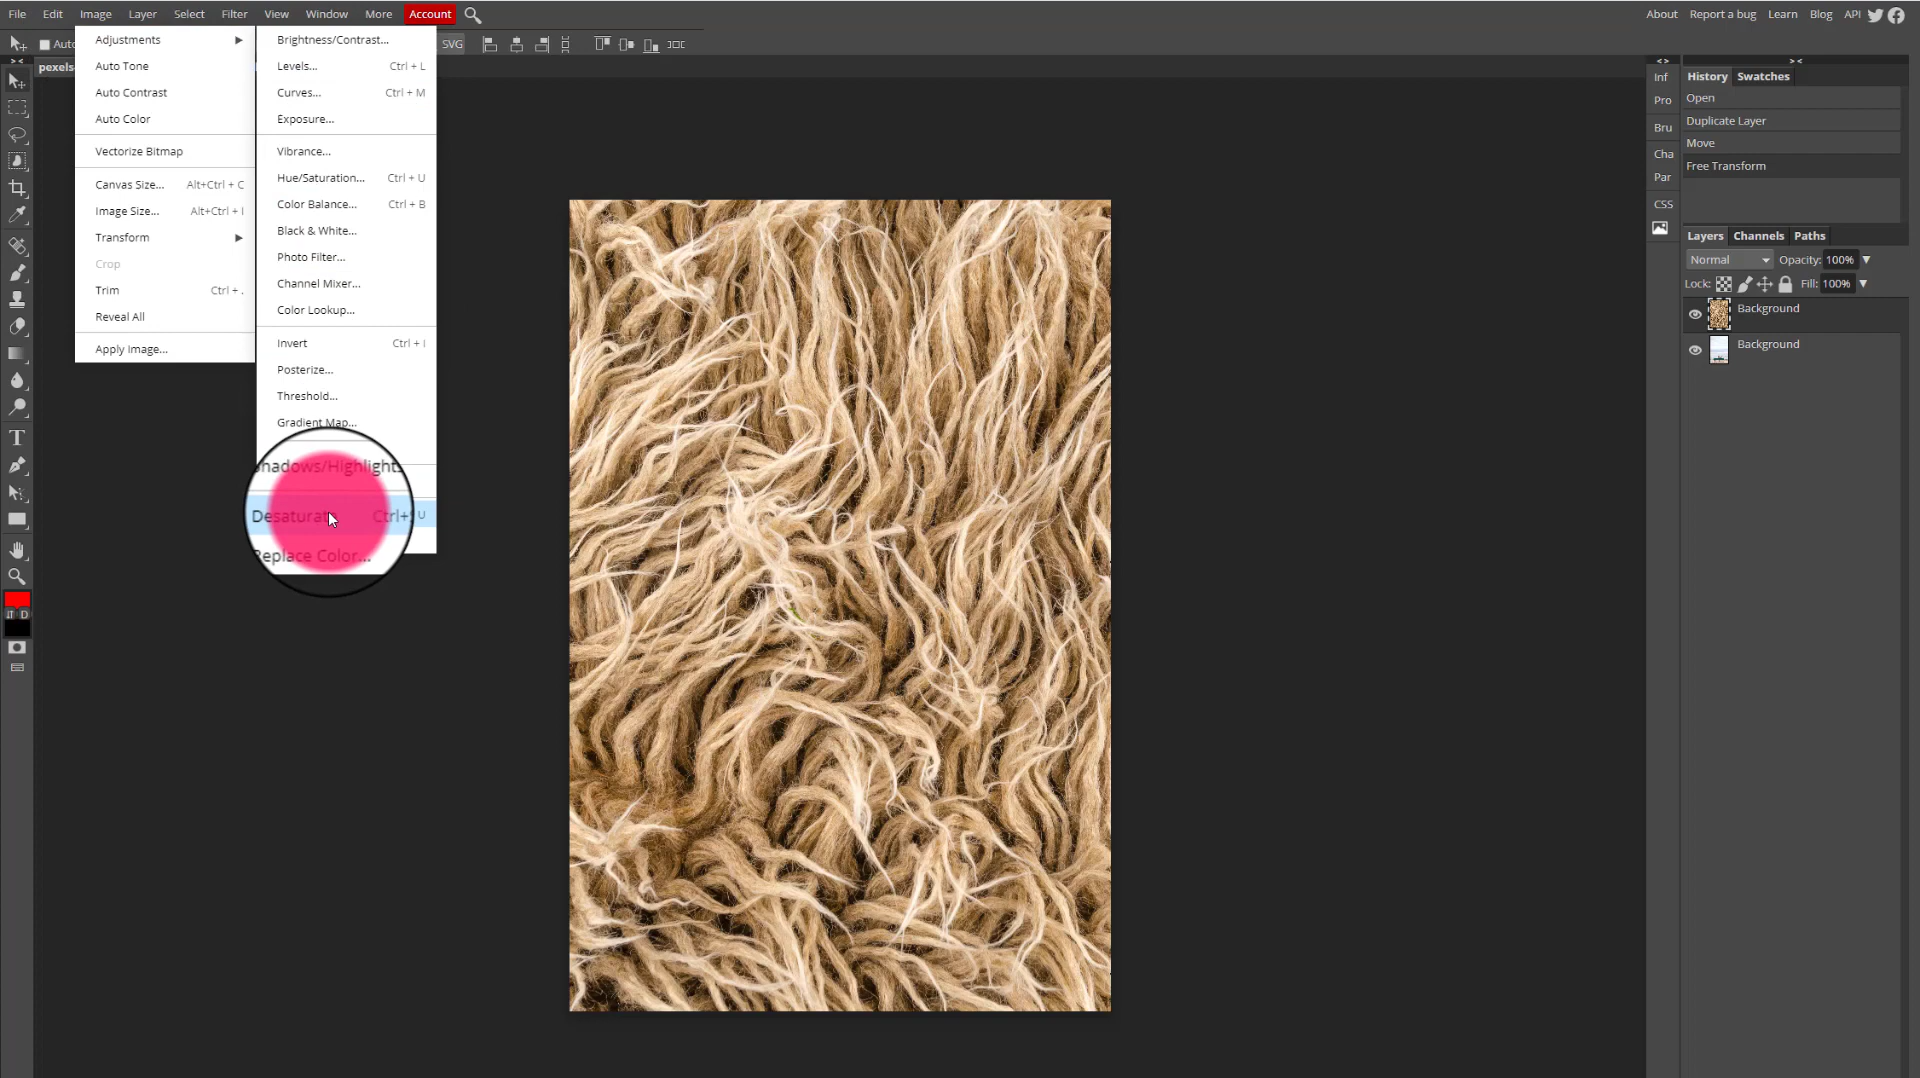 File Edit Image Layer Select Filter View Window More Account
About Report a bug Learn Blog API
Auto
SVG
pexels-
Adjustments
Auto Tone
Auto Contrast
Auto Color
Vectorize Bitmap
Canvas Size... Alt+Ctrl + C
Image Size... Alt+Ctrl + I
Transform
Crop
Trim Ctrl + .
Reveal All
Apply Image...
Brightness/Contrast...
Levels... Ctrl + L
Curves... Ctrl + M
Exposure...
Vibrance...
Hue/Saturation... Ctrl + U
Color Balance... Ctrl + B
Black & White...
Photo Filter...
Channel Mixer...
Color Lookup...
Invert Ctrl + I
Posterize...
Threshold...
Gradient Map...
Shadows/Highlights
Desaturate Ctrl+ U
Replace Color...
D
Inf
Pro
Bru
Cha
Par
CSS
History Swatches
Open
Duplicate Layer
Move
Free Transform
Layers Channels Paths
Normal Opacity: 100%
Lock: Fill: 100%
Background
Background